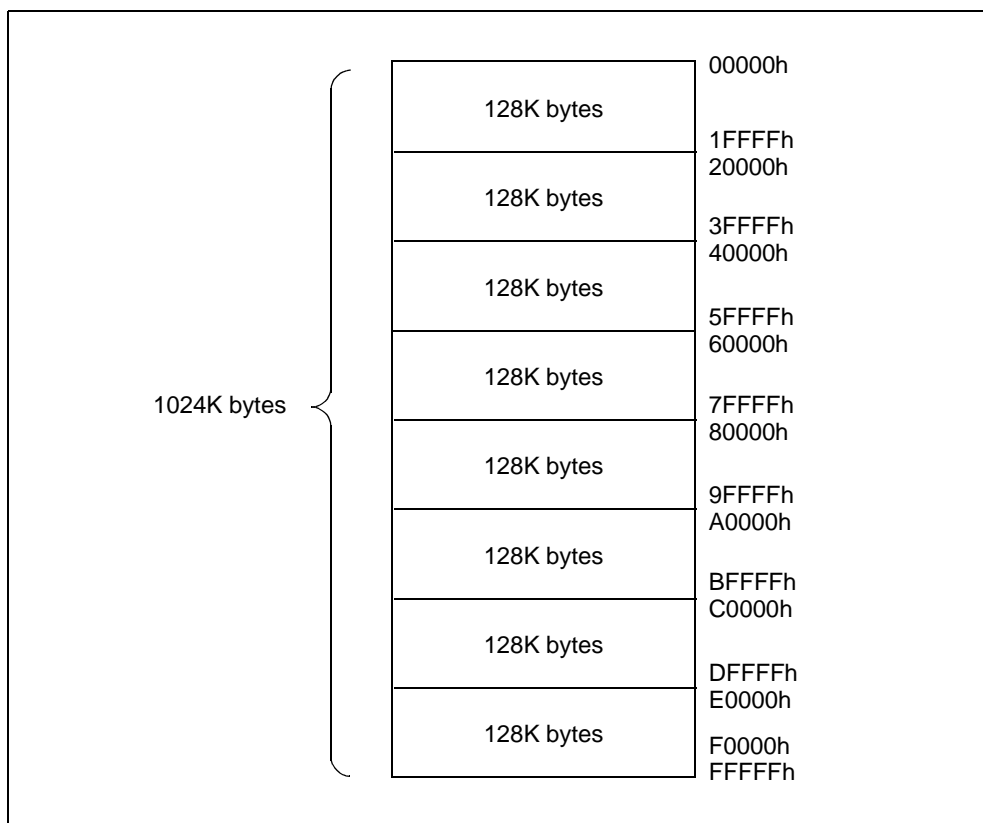 00000h
128K bytes
1FFFFh
20000h
128K bytes
3FFFFh
40000h
128K bytes
5FFFFh
60000h
128K bytes
1024K bytes
7FFFFh
80000h
128K bytes
9FFFFh
A0000h
128K bytes
BFFFFh
C0000h
128K bytes
DFFFFh
E0000h
128K bytes
F0000h
FFFFFh